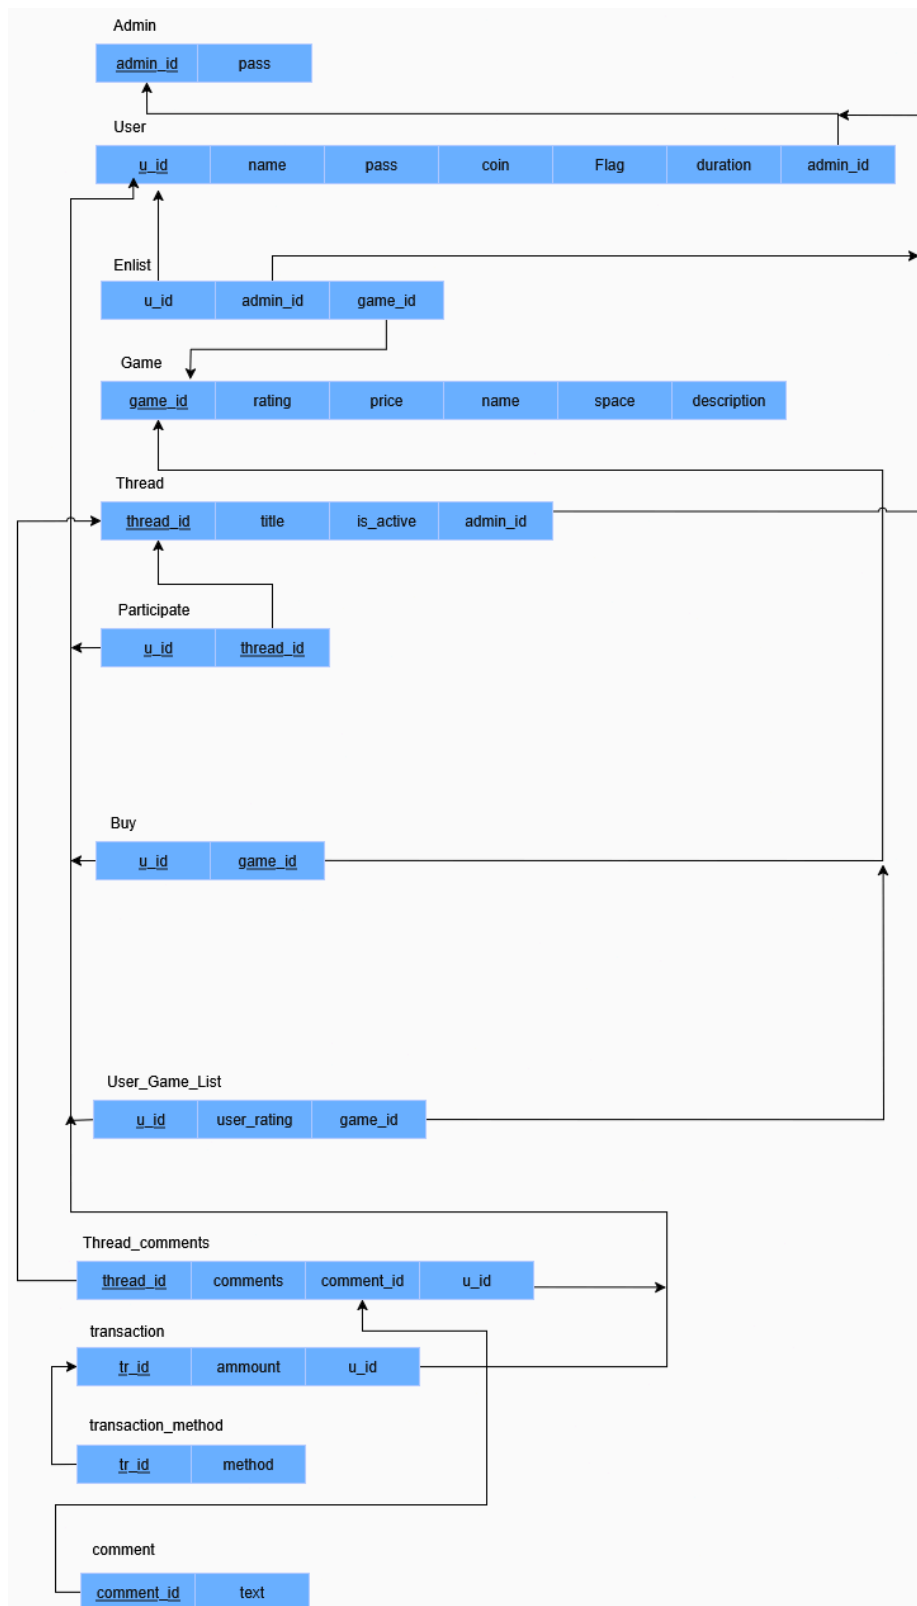 Admin
admin_id pass
User
u_id name pass coin Flag duration admin_id
Enlist
u_id admin_id game_id
Game
game_id rating price name space description
Thread
thread_id title is_active admin_id
Participate
u_id thread_id
Buy
u_id game_id
User_Game_List
u_id user_rating game_id
Thread_comments
thread_id comments comment_id u_id
transaction
tr_id ammount u_id
transaction_method
tr_id method
comment
comment_id text